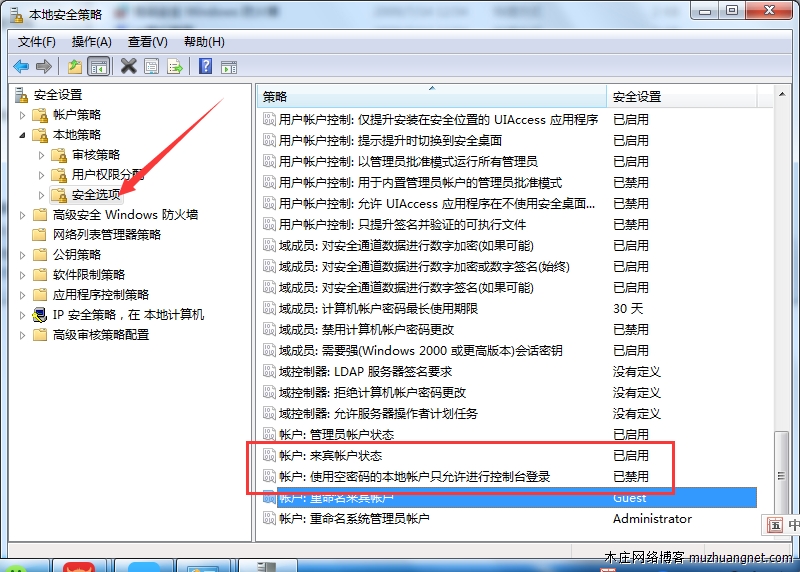 本地安全策略
文件(F) 操作(A) 查看(V) 帮助(H)
安全设置
帐户策略
本地策略
审核策略
用户权限分配
安全选项
高级安全 Windows 防火墙
网络列表管理器策略
公钥策略
软件限制策略
应用程序控制策略
IP 安全策略，在 本地计算机
高级审核策略配置
策略 安全设置
用户帐户控制: 仅提升安装在安全位置的 UIAccess 应用程序 已启用
用户帐户控制: 提示提升时切换到安全桌面 已启用
用户帐户控制: 以管理员批准模式运行所有管理员 已启用
用户帐户控制: 用于内置管理员帐户的管理员批准模式 已禁用
用户帐户控制: 允许 UIAccess 应用程序在不使用安全桌面... 已禁用
用户帐户控制: 只提升签名并验证的可执行文件 已禁用
域成员: 对安全通道数据进行数字加密(如果可能) 已启用
域成员: 对安全通道数据进行数字加密或数字签名(始终) 已启用
域成员: 对安全通道数据进行数字签名(如果可能) 已启用
域成员: 计算机帐户密码最长使用期限 30 天
域成员: 禁用计算机帐户密码更改 已禁用
域成员: 需要强(Windows 2000 或更高版本)会话密钥 已启用
域控制器: LDAP 服务器签名要求 没有定义
域控制器: 拒绝计算机帐户密码更改 没有定义
域控制器: 允许服务器操作者计划任务 没有定义
帐户: 管理员帐户状态 已启用
帐户: 来宾帐户状态 已启用
帐户: 使用空密码的本地帐户只允许进行控制台登录 已禁用
帐户: 重命名来宾帐户 Guest
帐户: 重命名系统管理员帐户 Administrator
五 中
木庄网络博客 muzhuangnet.com